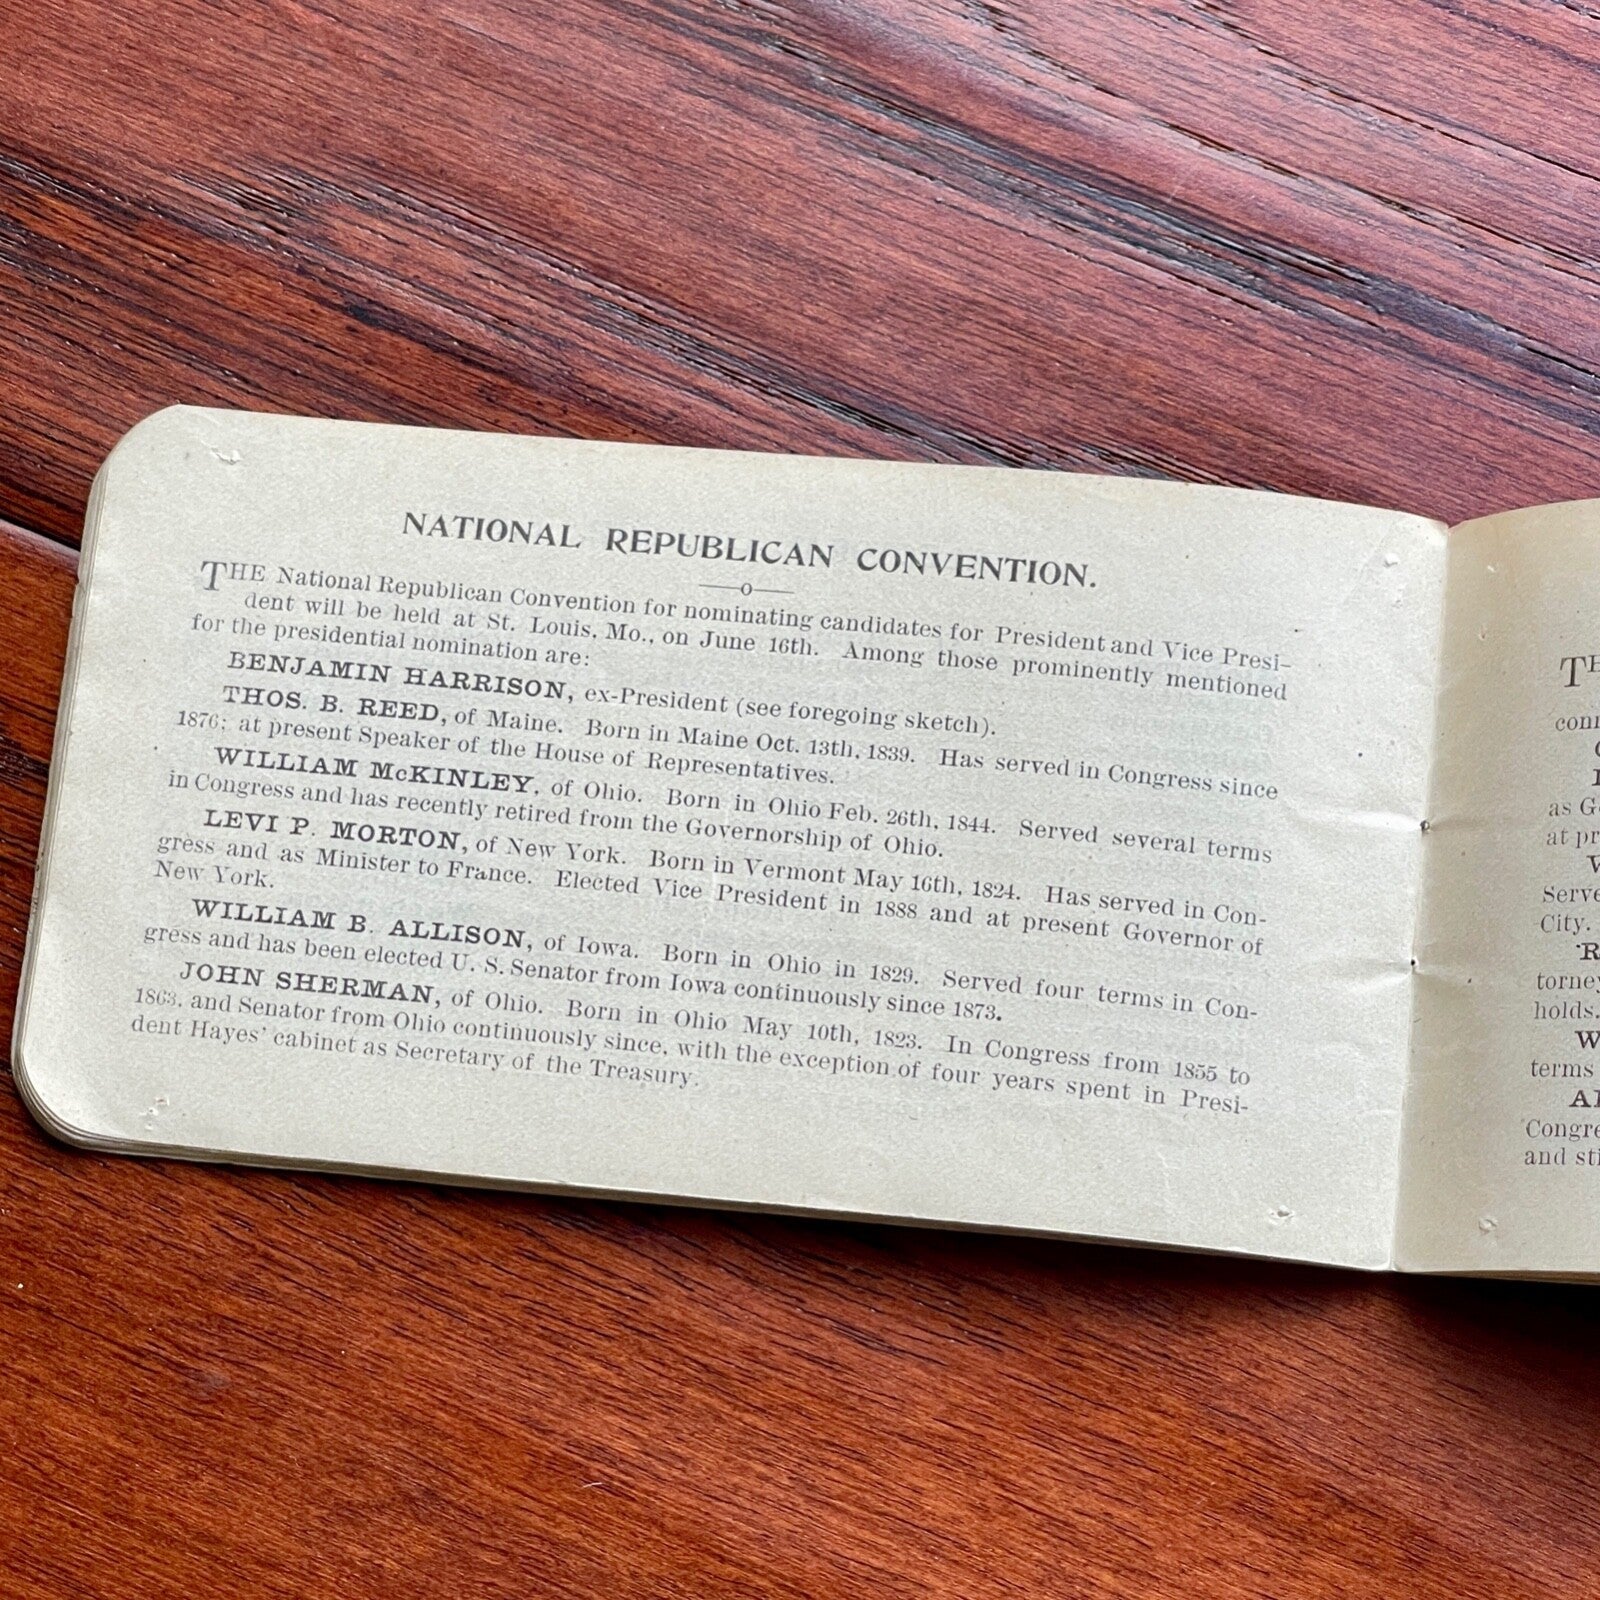 NATIONAL REPUBLICAN CONVENTION.
—o—
THE National Republican Convention for nominating candidates for President and Vice Presi-
dent will be held at St. Louis, Mo., on June 16th. Among those prominently mentioned
for the presidential nomination are:
BENJAMIN HARRISON, ex-President (see foregoing sketch).
THOS. B. REED, of Maine. Born in Maine Oct. 13th, 1839. Has served in Congress since
1876; at present Speaker of the House of Representatives.
WILLIAM McKINLEY, of Ohio. Born in Ohio Feb. 26th, 1844. Served several terms
in Congress and has recently retired from the Governorship of Ohio.
LEVI P. MORTON, of New York. Born in Vermont May 16th, 1824. Has served in Con-
gress and as Minister to France. Elected Vice President in 1888 and at present Governor of
New York.
WILLIAM B. ALLISON, of Iowa. Born in Ohio in 1829. Served four terms in Con-
gress and has been elected U. S. Senator from Iowa continuously since 1873.
JOHN SHERMAN, of Ohio. Born in Ohio May 10th, 1823. In Congress from 1855 to
1863, and Senator from Ohio continuously since, with the exception of four years spent in Presi-
dent Hayes' cabinet as Secretary of the Treasury.
as G
at pr
Serve
City.
torney
holds.
W
terms
Congre
and sti